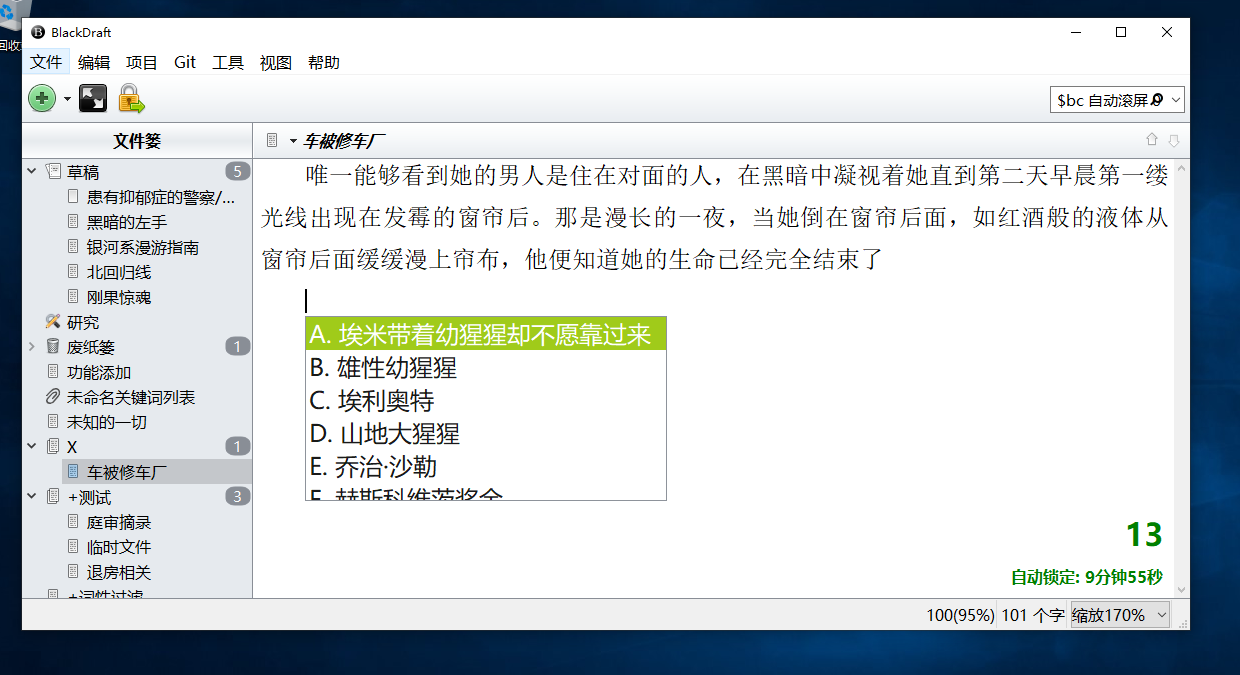 回收
BlackDraft
文件 编辑 项目 Git 工具 视图 帮助
$bc 自动滚屏
文件篓
车被修车厂
草稿 5
患有抑郁症的警察/...
黑暗的左手
银河系漫游指南
北回归线
刚果惊魂
研究
废纸篓 1
功能添加
未命名关键词列表
未知的一切
X 1
车被修车厂
+测试 3
庭审摘录
临时文件
退房相关
+词性过滤
唯一能够看到她的男人是住在对面的人，在黑暗中凝视着她直到第二天早晨第一缕
光线出现在发霉的窗帘后。那是漫长的一夜，当她倒在窗帘后面，如红酒般的液体从
窗帘后面缓缓漫上帘布，他便知道她的生命已经完全结束了
A. 埃米带着幼猩猩却不愿靠过来
B. 雄性幼猩猩
C. 埃利奥特
D. 山地大猩猩
E. 乔治·沙勒
F. 赫斯科维茨奖金
13
自动锁定: 9分钟55秒
100(95%) 101 个字 缩放170%